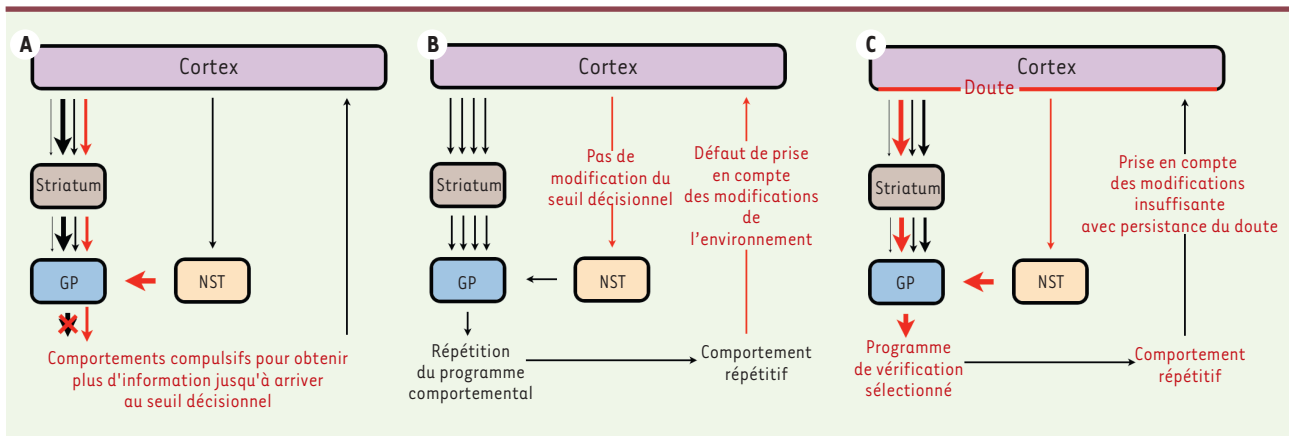 A
Cortex
Striatum
GP
NST
Comportements compulsifs pour obtenir
plus d'information jusqu'à arriver
au seuil décisionnel
B
Cortex
Striatum
Pas de
modification du
seuil décisionnel
Défaut de prise
en compte
des modifications
de
l'environnement
GP
NST
Répétition
du programme
comportemental
Comportement
répétitif
C
Cortex
Doute
Striatum
Prise en compte
des modifications
insuffisante
avec persistance du doute
GP
NST
Programme
de vérification
sélectionné
Comportement
répétitif